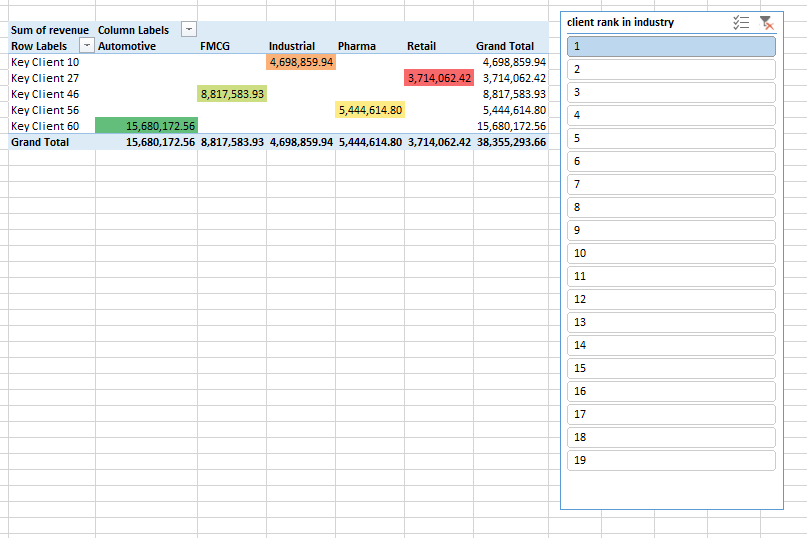 Sum of revenue Column Labels
Row Labels Automotive FMCG Industrial Pharma Retail Grand Total
Key Client 10 4,698,859.94 4,698,859.94
Key Client 27 3,714,062.42 3,714,062.42
Key Client 46 8,817,583.93 8,817,583.93
Key Client 56 5,444,614.80 5,444,614.80
Key Client 60 15,680,172.56 15,680,172.56
Grand Total 15,680,172.56 8,817,583.93 4,698,859.94 5,444,614.80 3,714,062.42 38,355,293.66
client rank in industry
1
2
3
4
5
6
7
8
9
10
11
12
13
14
15
16
17
18
19